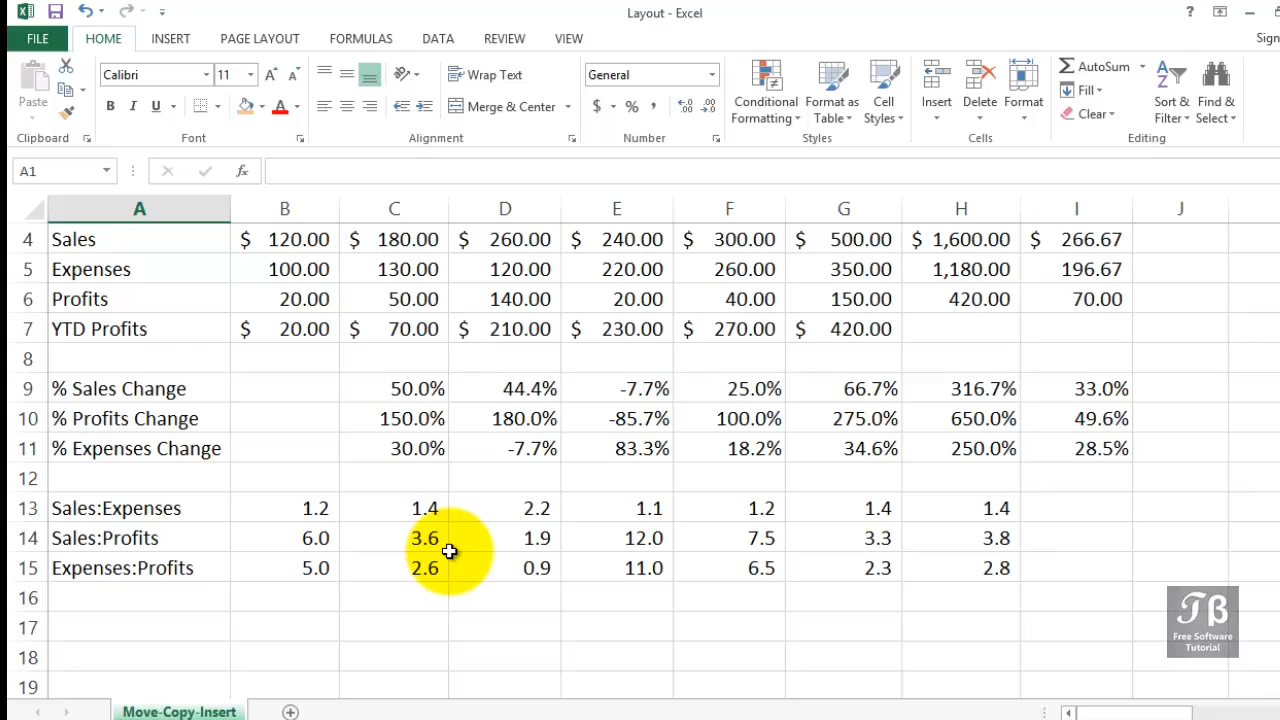 Layout - Excel
?
Sign
FILE HOME INSERT PAGE LAYOUT FORMULAS DATA REVIEW VIEW
Paste
Calibri 11 A A
B I U A
Wrap Text
Merge & Center
General
$ % , .00 .00
Conditional Formatting
Format as Table
Cell Styles
Insert Delete Format
Σ AutoSum
Fill
Clear
Sort & Filter
Find & Select
Clipboard Font Alignment Number Styles Cells Editing
A1 fx
A B C D E F G H I J
4 Sales $ 120.00 $ 180.00 $ 260.00 $ 240.00 $ 300.00 $ 500.00 $ 1,600.00 $ 266.67
5 Expenses 100.00 130.00 120.00 220.00 260.00 350.00 1,180.00 196.67
6 Profits 20.00 50.00 140.00 20.00 40.00 150.00 420.00 70.00
7 YTD Profits $ 20.00 $ 70.00 $ 210.00 $ 230.00 $ 270.00 $ 420.00
8
9 % Sales Change 50.0% 44.4% -7.7% 25.0% 66.7% 316.7% 33.0%
10 % Profits Change 150.0% 180.0% -85.7% 100.0% 275.0% 650.0% 49.6%
11 % Expenses Change 30.0% -7.7% 83.3% 18.2% 34.6% 250.0% 28.5%
12
13 Sales:Expenses 1.2 1.4 2.2 1.1 1.2 1.4 1.4
14 Sales:Profits 6.0 3.6 1.9 12.0 7.5 3.3 3.8
15 Expenses:Profits 5.0 2.6 0.9 11.0 6.5 2.3 2.8
16
17
18
19
Tβ
Free Software
Tutorial
Move-Copy-Insert